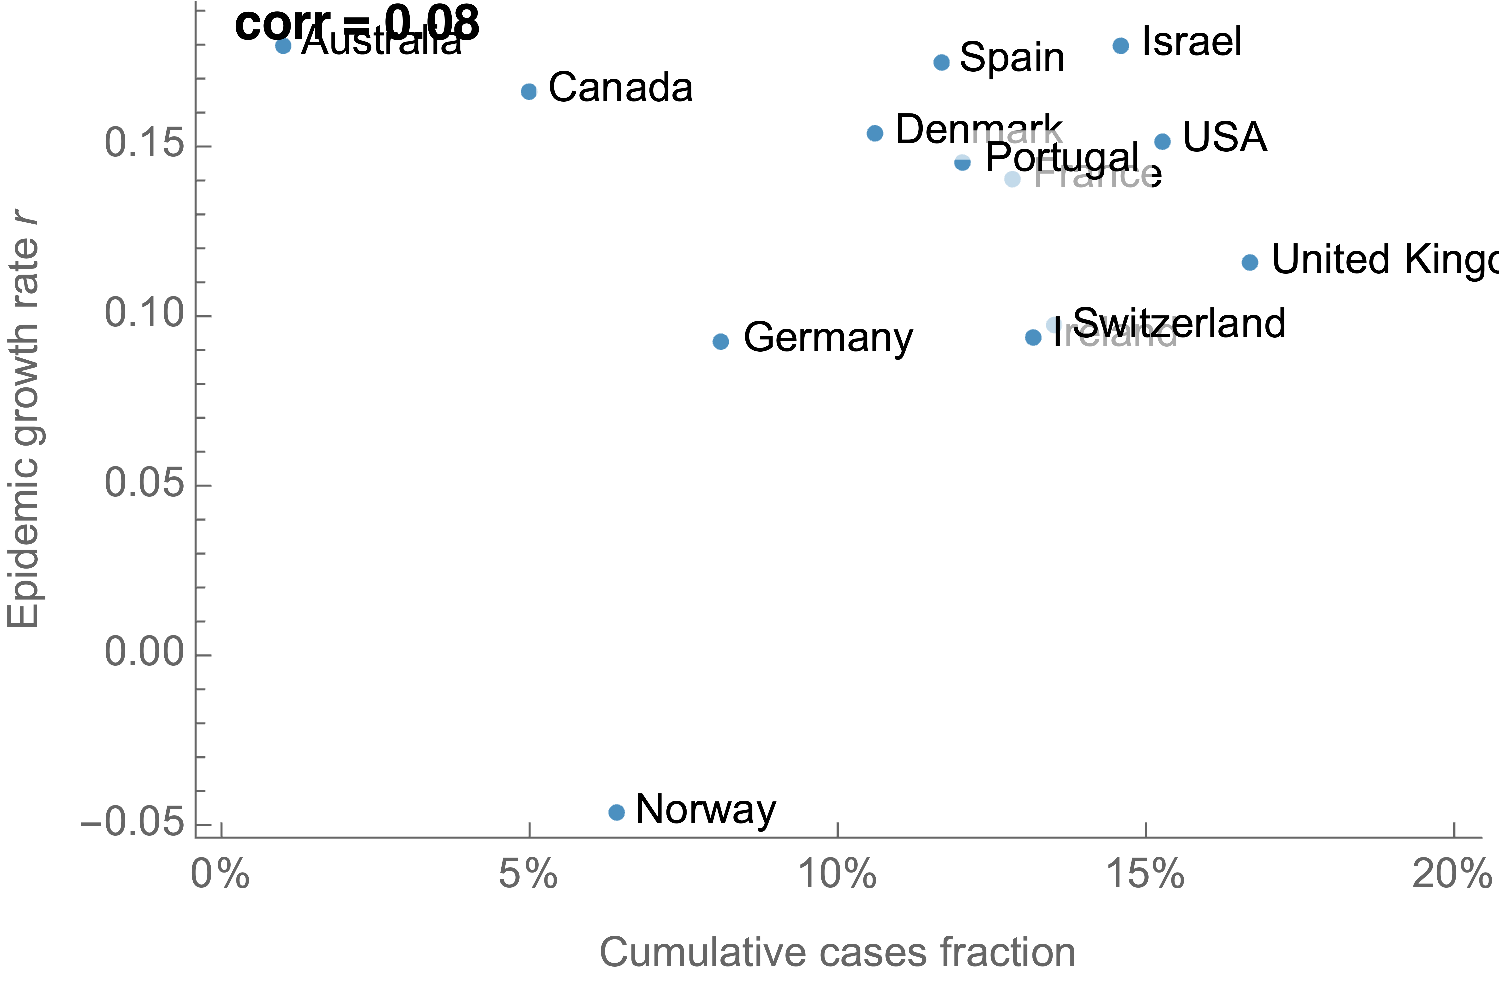 corr = 0.08
Australia
Spain
Israel
Canada
Denmark
USA
Portugal
France
United Kingd
Switzerland
Ireland
Germany
Norway
Epidemic growth rate r
0.15
0.10
0.05
0.00
−0.05
0%
5%
10%
15%
20%
Cumulative cases fraction